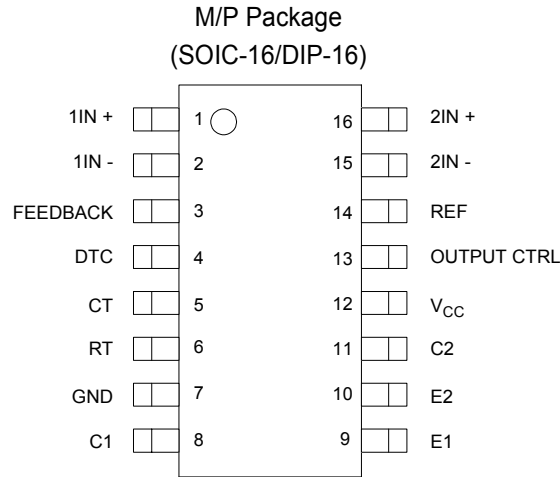 M/P Package
(SOIC-16/DIP-16)
1IN + 1 16 2IN +
1IN - 2 15 2IN -
FEEDBACK 3 14 REF
DTC 4 13 OUTPUT CTRL
CT 5 12 VCC
RT 6 11 C2
GND 7 10 E2
C1 8 9 E1